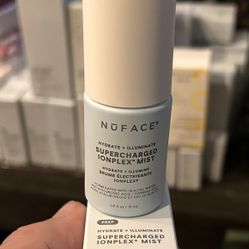 NUFACE®
HYDRATE + ILLUMINATE
SUPERCHARGED
IONPLEX® MIST
HYDRATE + ILLUMINE
BRUME ÉLECTRISANTE
IONPLEX®
PREP
HYDRATE + ILLUMINATE
SUPERCHARGED
IONPLEX® MIST